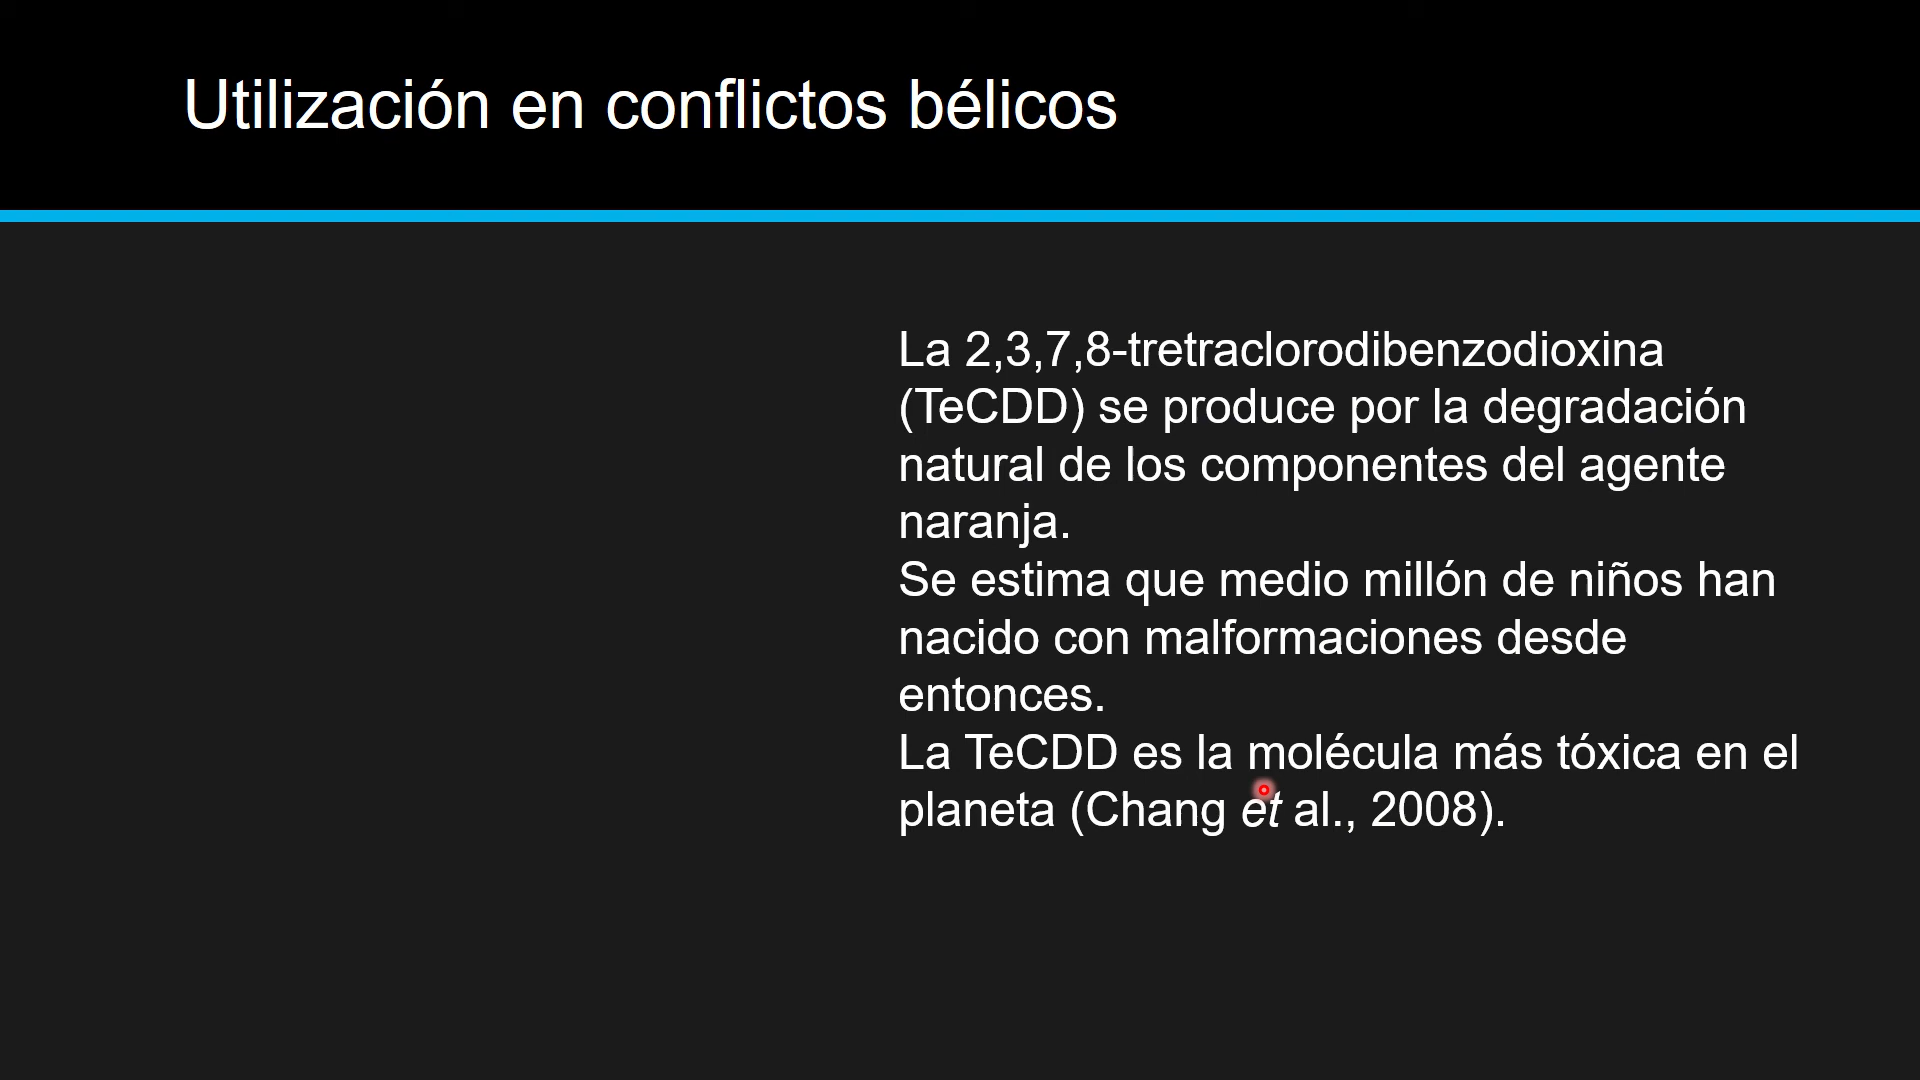 Utilización en conflictos bélicos
La 2,3,7,8-tretraclorodibenzodioxina
(TeCDD) se produce por la degradación
natural de los componentes del agente
naranja.
Se estima que medio millón de niños han
nacido con malformaciones desde
entonces.
La TeCDD es la molécula más tóxica en el
planeta (Chang et al., 2008).